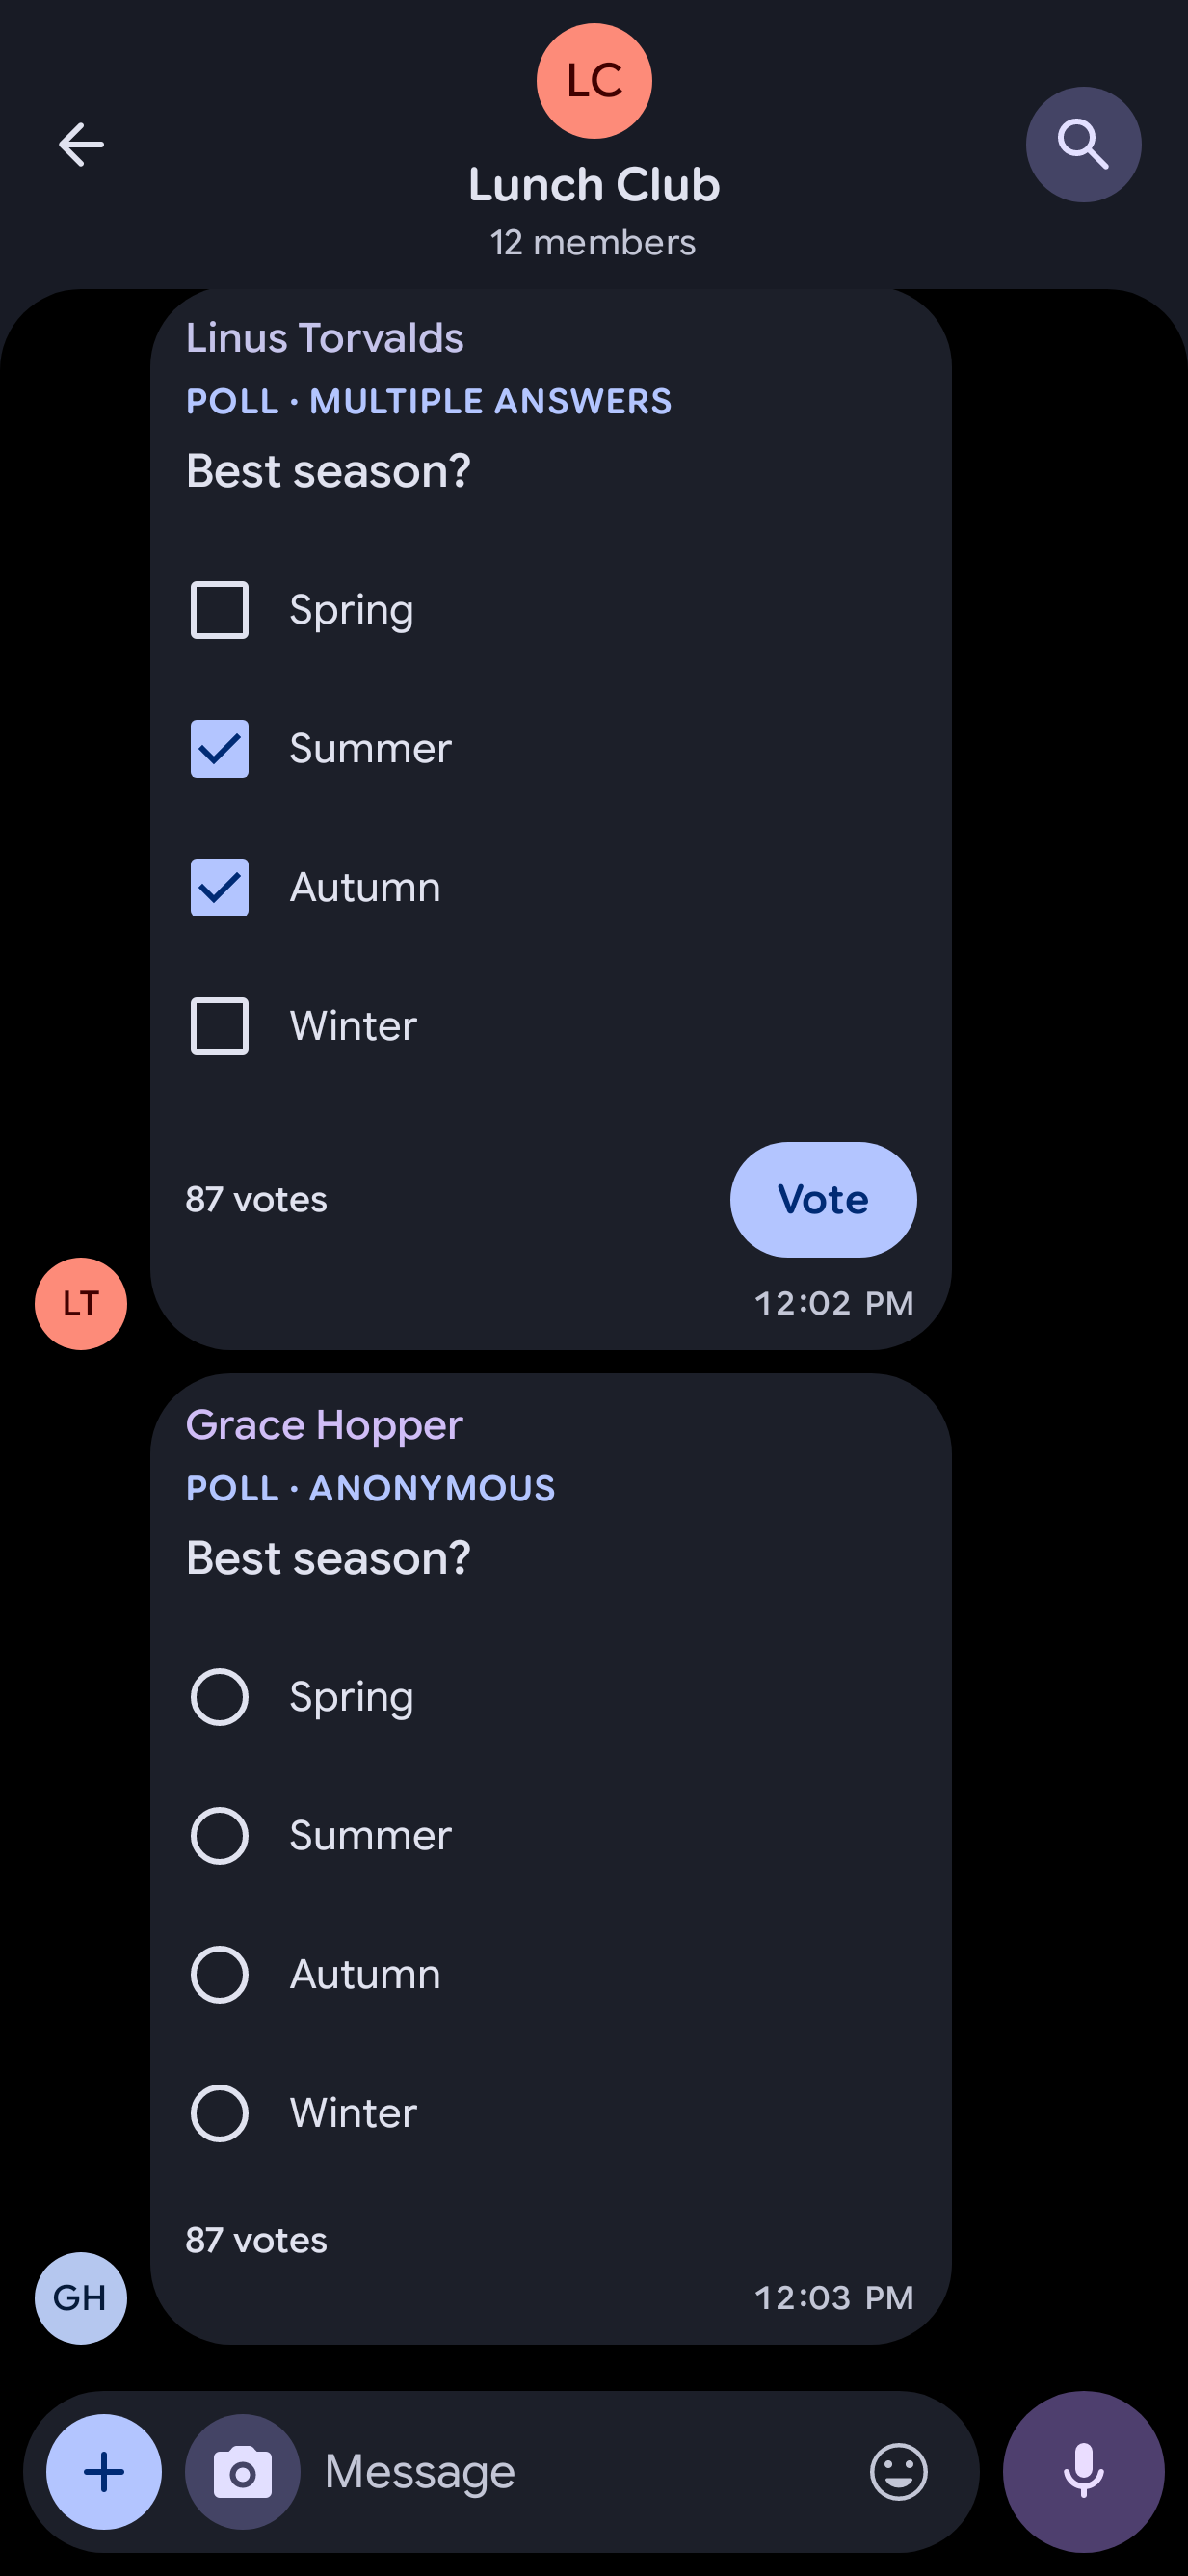 LC
Lunch Club
12 members
Linus Torvalds
POLL · MULTIPLE ANSWERS
Best season?
Spring
Summer
Autumn
Winter
87 votes
Vote
LT
12:02 PM
Grace Hopper
POLL · ANONYMOUS
Best season?
Spring
Summer
Autumn
Winter
87 votes
GH
12:03 PM
Message